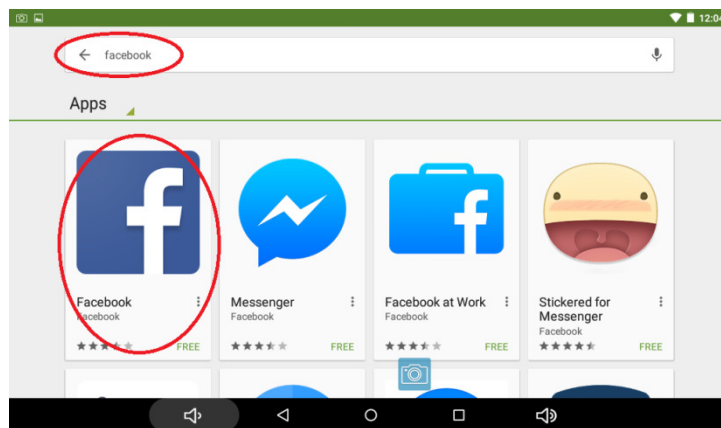 12:04
facebook
Apps
Facebook
Facebook
FREE
Messenger
Facebook
FREE
Facebook at Work
Facebook
FREE
Stickered for
Messenger
Facebook
FREE